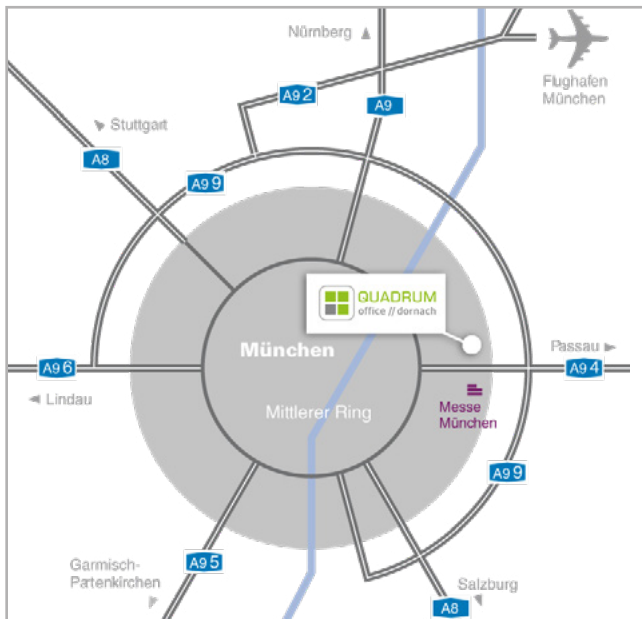 Nürnberg
Flughafen
München
A92
A9
Stuttgart
A8
A99
QUADRUM
office // dornach
München
Passau
A96
A94
Lindau
Messe
München
Mittlerer Ring
A99
Garmisch-
Partenkirchen
A95
Salzburg
A8